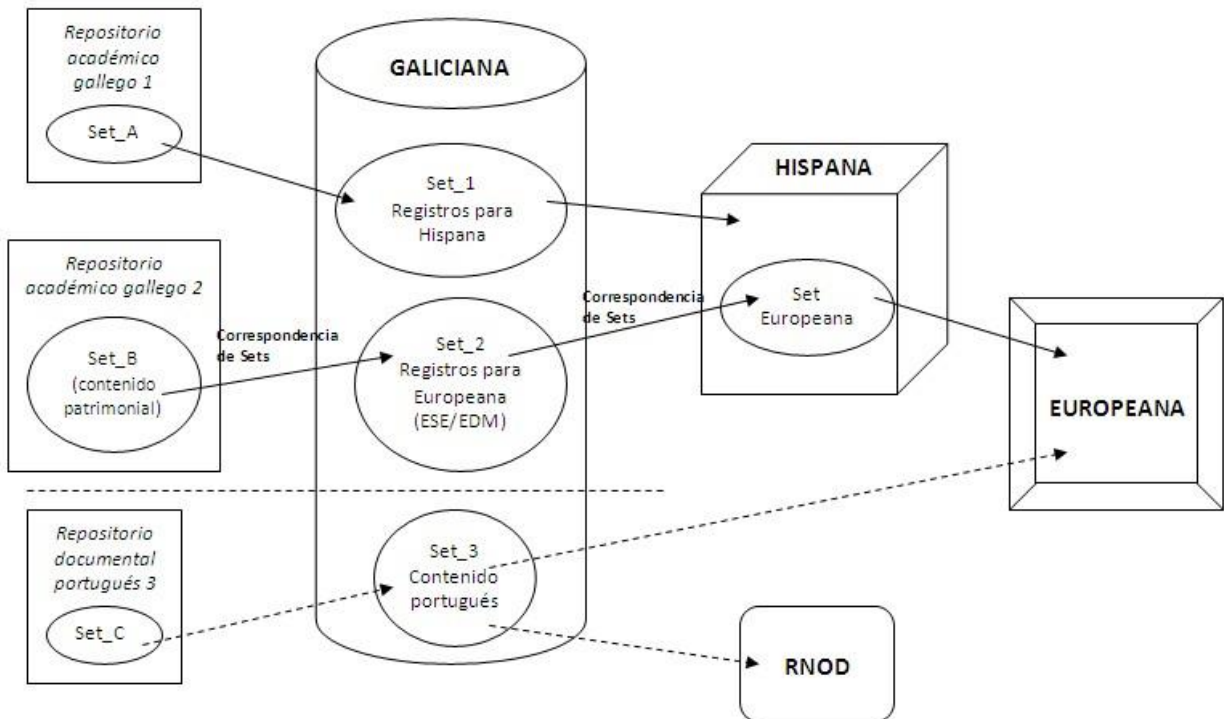 Repositorio
académico
gallego 1
Set_A
GALICIANA
Set_1
Registros para
Hispana
HISPANA
Repositorio
académico gallego 2
Set_B
(contenido
patrimonial)
Correspondencia
de Sets
Set_2
Registros para
Europeana
(ESE/EDM)
Correspondencia
de Sets
Set
Europeana
EUROPEANA
Repositorio
documental
portugués 3
Set_C
Set_3
Contenido
portugués
RNOD